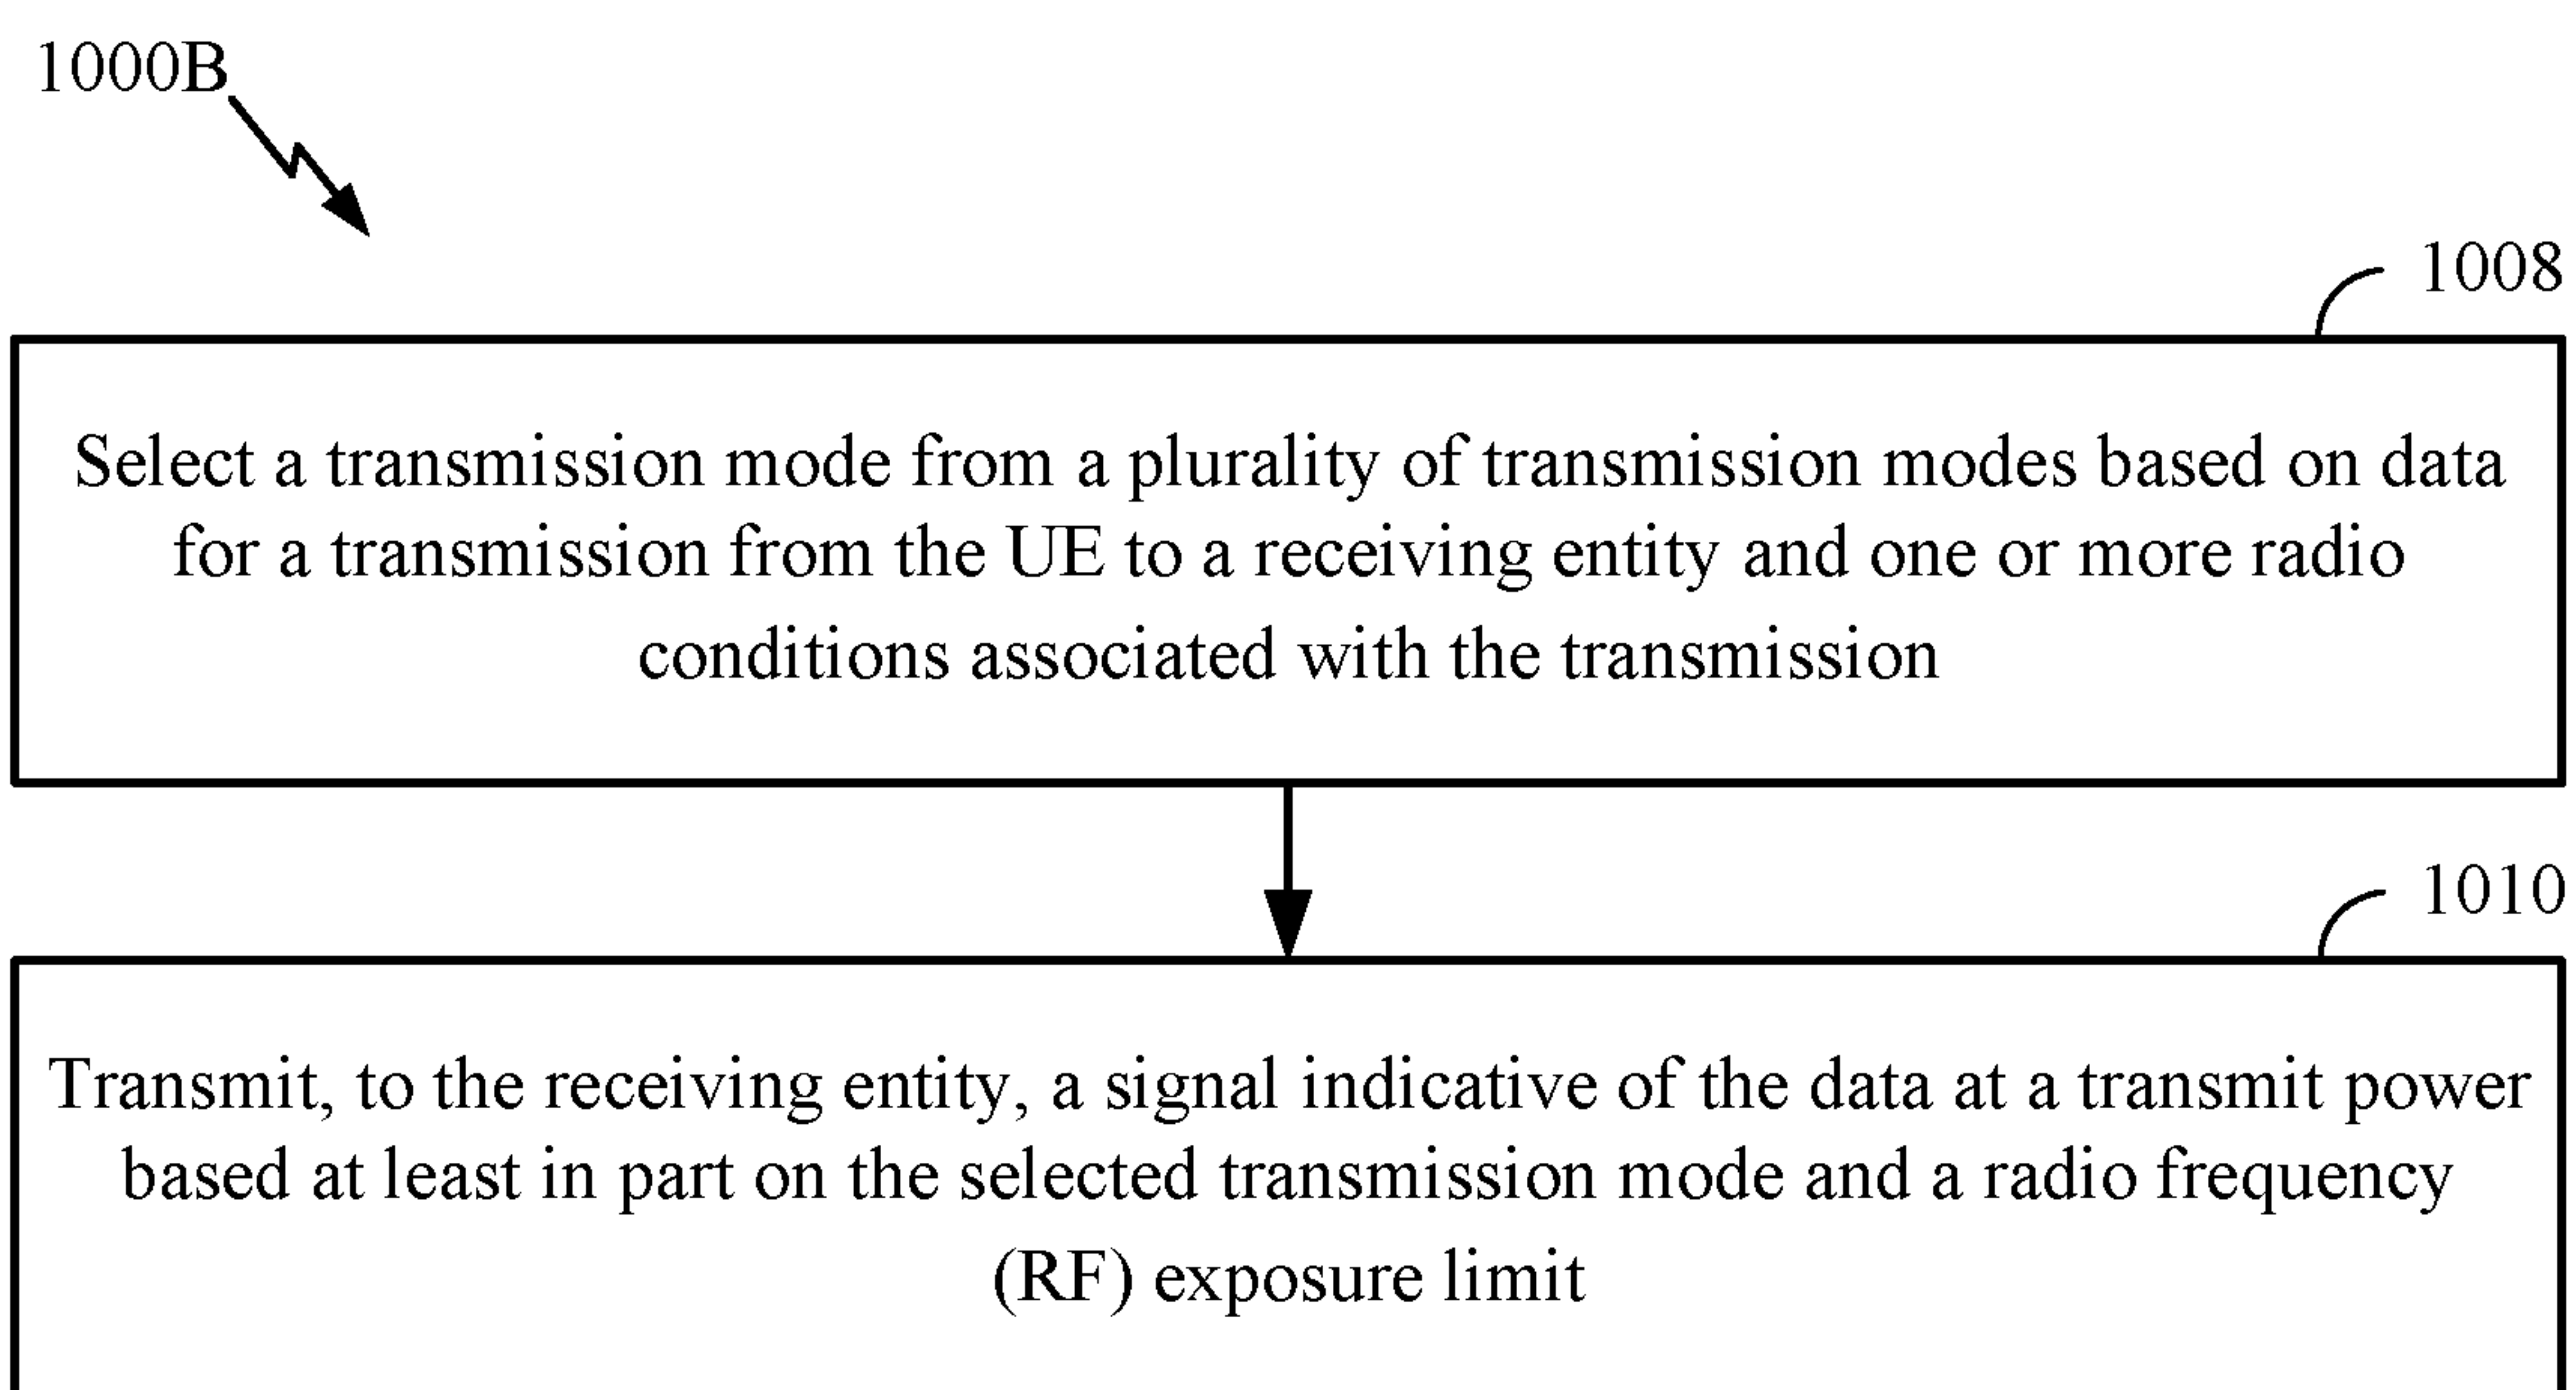 1000B
1008
Select a transmission mode from a plurality of transmission modes based on data
for a transmission from the UE to a receiving entity and one or more radio
conditions associated with the transmission
1010
Transmit, to the receiving entity, a signal indicative of the data at a transmit power
based at least in part on the selected transmission mode and a radio frequency
(RF) exposure limit